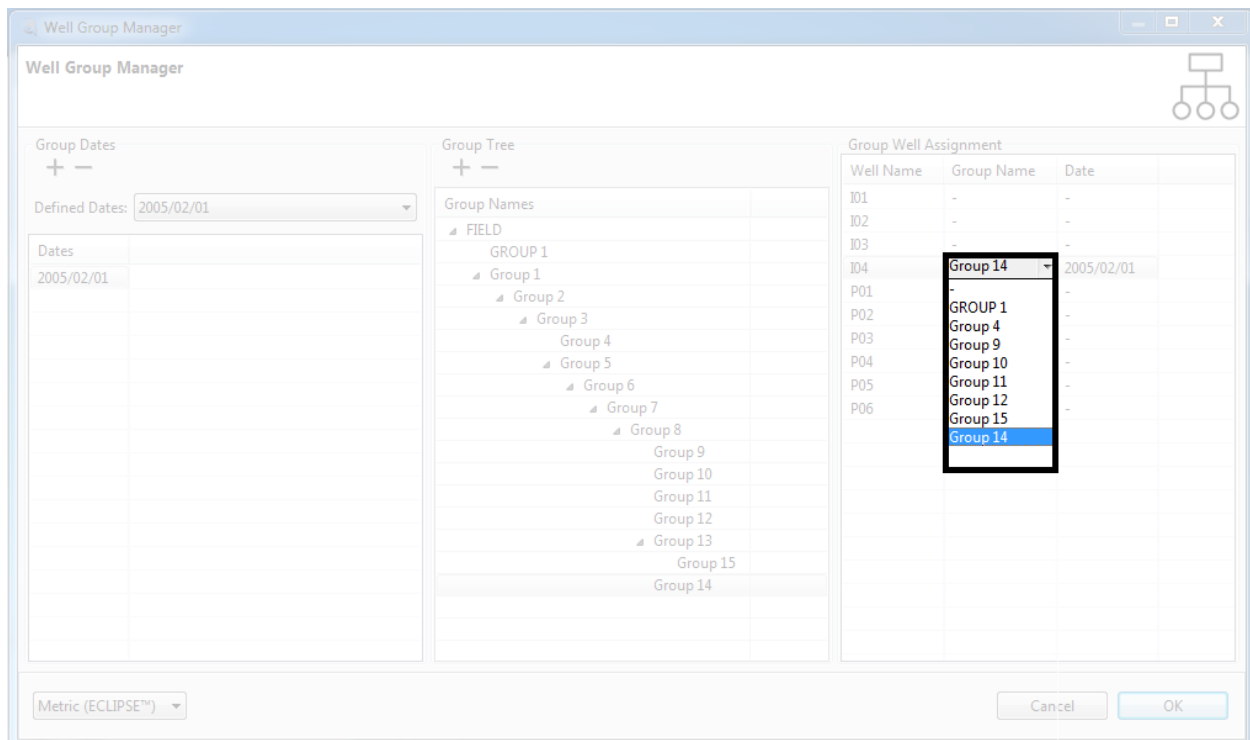 Well Group Manager
Well Group Manager
Group Dates
+ −
Defined Dates: 2005/02/01
Dates
2005/02/01
Group Tree
+ −
Group Names
FIELD
GROUP 1
Group 1
Group 2
Group 3
Group 4
Group 5
Group 6
Group 7
Group 8
Group 9
Group 10
Group 11
Group 12
Group 13
Group 15
Group 14
Group Well Assignment
Well Name Group Name Date
I01 - -
I02 - -
I03 - -
I04 Group 14 2005/02/01
P01 -
P02 -
P03 -
P04 -
P05 -
P06 -
-
GROUP 1
Group 4
Group 9
Group 10
Group 11
Group 12
Group 15
Group 14
Metric (ECLIPSE™)
Cancel
OK